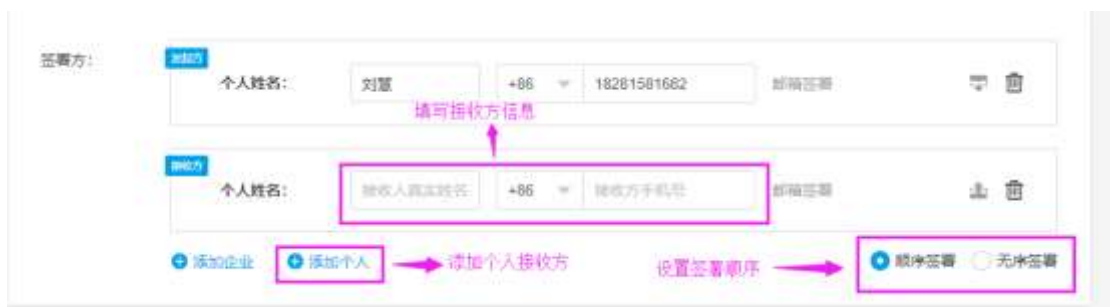 签署方：
发起方
个人姓名： 刘慧 +86 18281581682 邮箱签署
填写接收方信息
接收方
个人姓名： 接收人真实姓名 +86 接收方手机号 邮箱签署
添加企业 添加个人 添加个人接收方 设置签署顺序 顺序签署 无序签署